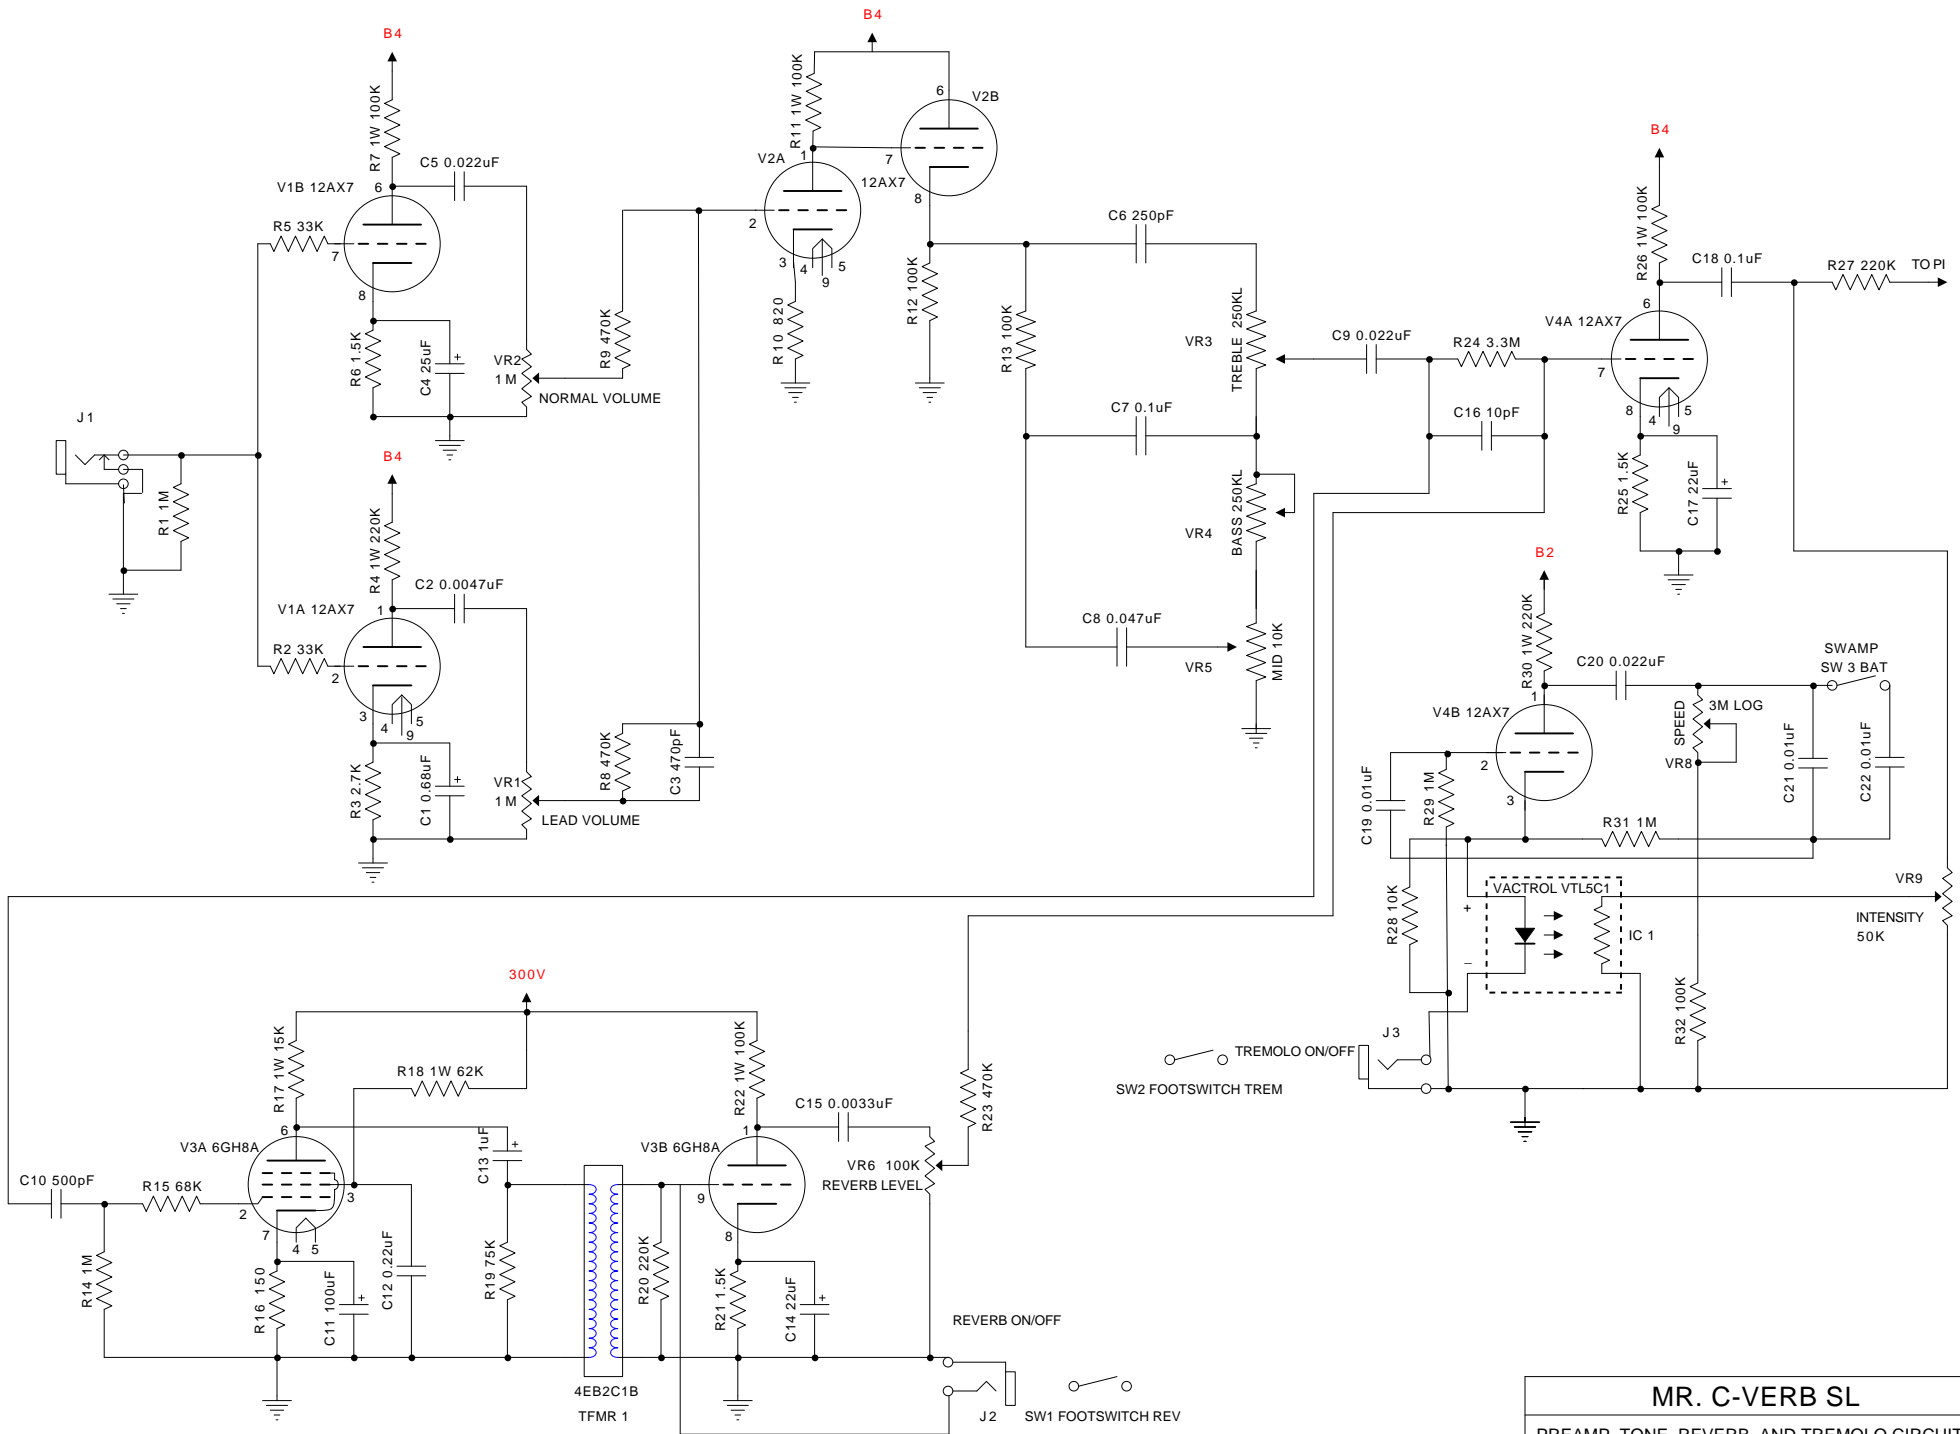 B4
B4
R7 1W 100K
R11 1W 100K
6
V2B
C5 0.022uF
V1B 12AX7
6
V2A
1
7
12AX7
8
2
R5 33K
7
8
3
4
9
5
R6 1.5K
C4 25uF
+
VR2
1M
NORMAL VOLUME
R9 470K
R10 820
R12 100K
C6 250pF
R13 100K
VR3
TREBLE 250KL
C7 0.1uF
VR4
BASS 250KL
C8 0.047uF
VR5
MID 10K
C9 0.022uF
R24 3.3M
C16 10pF
B4
R26 1W 100K
C18 0.1uF
R27 220K
TO PI
6
V4A 12AX7
7
8
4
9
5
R25 1.5K
C17 22uF
+
J1
R1 1M
B4
R4 1W 220K
C2 0.0047uF
V1A 12AX7
1
R2 33K
2
3
4
9
5
R3 2.7K
C1 0.68uF
+
VR1
1M
LEAD VOLUME
R8 470K
C3 470pF
B2
R30 1W 220K
C20 0.022uF
SWAMP
SW 3 BAT
1
V4B 12AX7
2
3
SPEED
3M LOG
VR8
C21 0.01uF
C22 0.01uF
C19 0.01uF
R29 1M
R31 1M
R28 10K
VACTROL VTL5C1
+
–
IC 1
VR9
INTENSITY
50K
R32 100K
J3
TREMOLO ON/OFF
SW2 FOOTSWITCH TREM
300V
R17 1W 15K
R18 1W 62K
R22 1W 100K
C15 0.0033uF
R23 470K
V3A 6GH8A
6
C13 1uF
+
V3B 6GH8A
1
VR6 100K
REVERB LEVEL
C10 500pF
R15 68K
2
3
7
4
5
9
8
R14 1M
R16 150
C11 100uF
+
C12 0.22uF
R19 75K
R20 220K
R21 1.5K
C14 22uF
+
REVERB ON/OFF
4EB2C1B
TFMR 1
J2
SW1 FOOTSWITCH REV
MR. C-VERB SL
PREAMP, TONE, REVERB, AND TREMOLO CIRCUIT